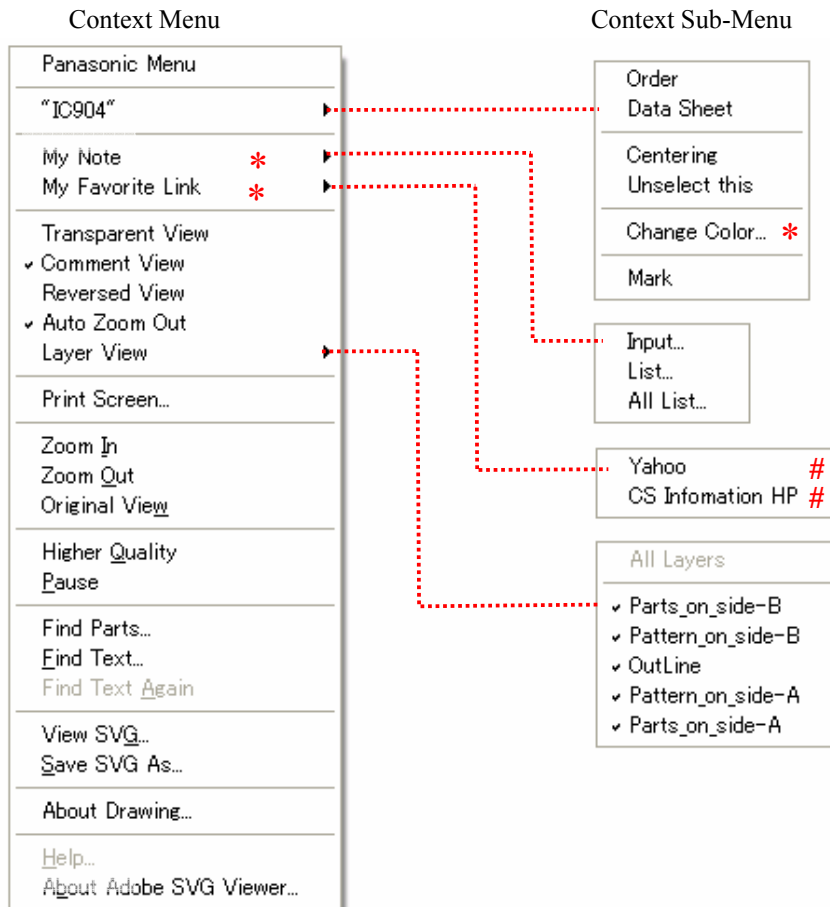 Context Menu
Panasonic Menu
"IC904"
My Note *
My Favorite Link *
Transparent View
✓ Comment View
Reversed View
✓ Auto Zoom Out
Layer View
Print Screen...
Zoom In
Zoom Out
Original View
Higher Quality
Pause
Find Parts...
Find Text...
Find Text Again
View SVG...
Save SVG As...
About Drawing...
Help...
About Adobe SVG Viewer...
Context Sub-Menu
Order
Data Sheet
Centering
Unselect this
Change Color... *
Mark
Input...
List...
All List...
Yahoo #
CS Infomation HP #
All Layers
✓ Parts_on_side-B
✓ Pattern_on_side-B
✓ OutLine
✓ Pattern_on_side-A
✓ Parts_on_side-A